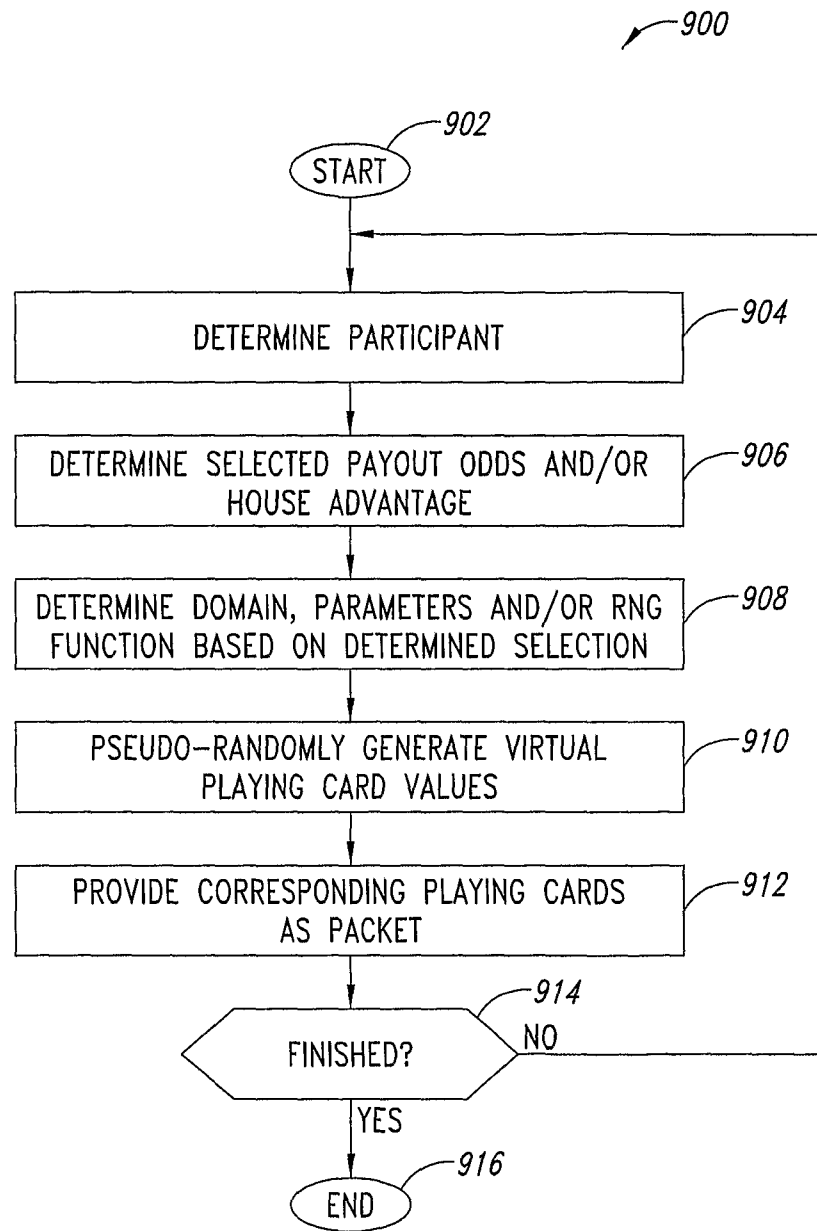 900
902
START
DETERMINE PARTICIPANT
904
DETERMINE SELECTED PAYOUT ODDS AND/OR
HOUSE ADVANTAGE
906
DETERMINE DOMAIN, PARAMETERS AND/OR RNG
FUNCTION BASED ON DETERMINED SELECTION
908
PSEUDO-RANDOMLY GENERATE VIRTUAL
PLAYING CARD VALUES
910
PROVIDE CORRESPONDING PLAYING CARDS
AS PACKET
912
914
FINISHED?
NO
YES
916
END